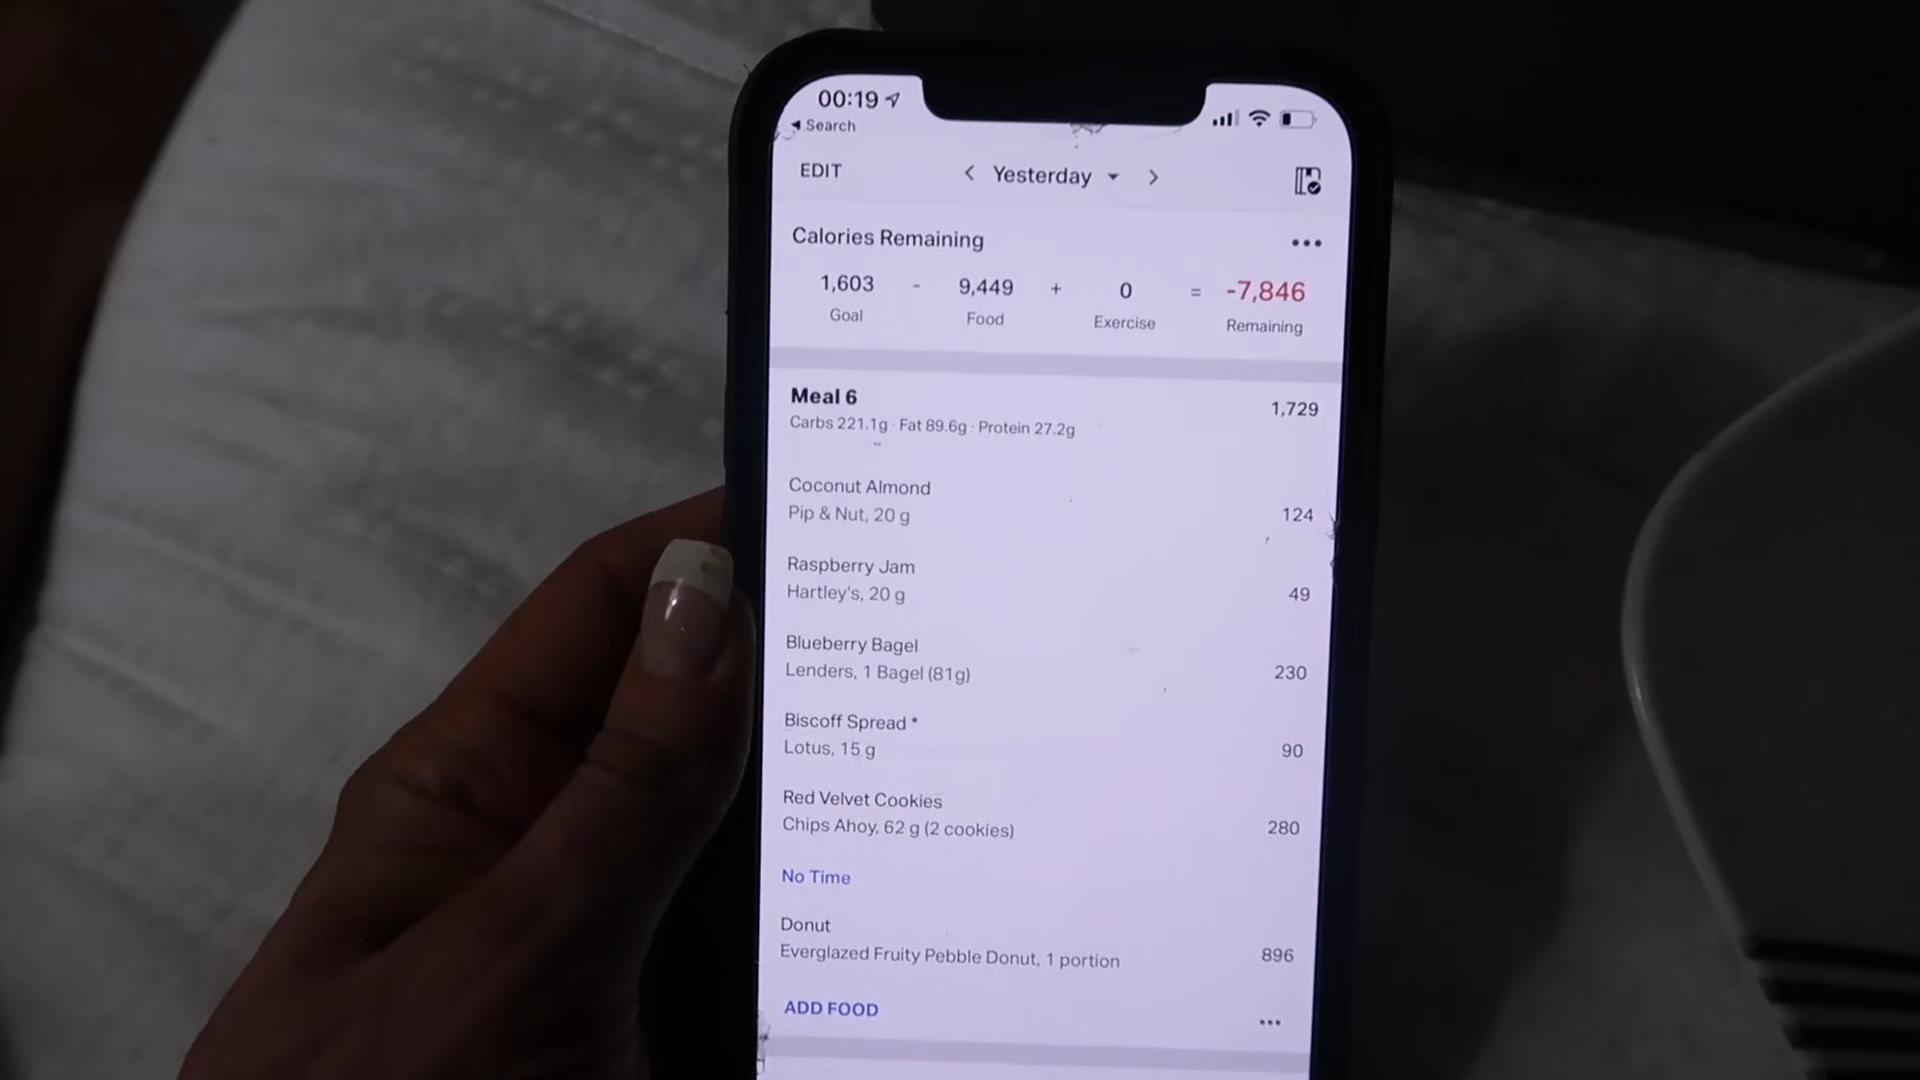 00:19
Search
EDIT
Yesterday
Calories Remaining
1,603 - 9,449 + 0 = -7,846
Goal Food Exercise Remaining
Meal 6 1,729
Carbs 221.1g · Fat 89.6g · Protein 27.2g
Coconut Almond
Pip & Nut, 20 g 124
Raspberry Jam
Hartley's, 20 g 49
Blueberry Bagel
Lenders, 1 Bagel (81g) 230
Biscoff Spread *
Lotus, 15 g 90
Red Velvet Cookies
Chips Ahoy, 62 g (2 cookies) 280
No Time
Donut
Everglazed Fruity Pebble Donut, 1 portion 896
ADD FOOD